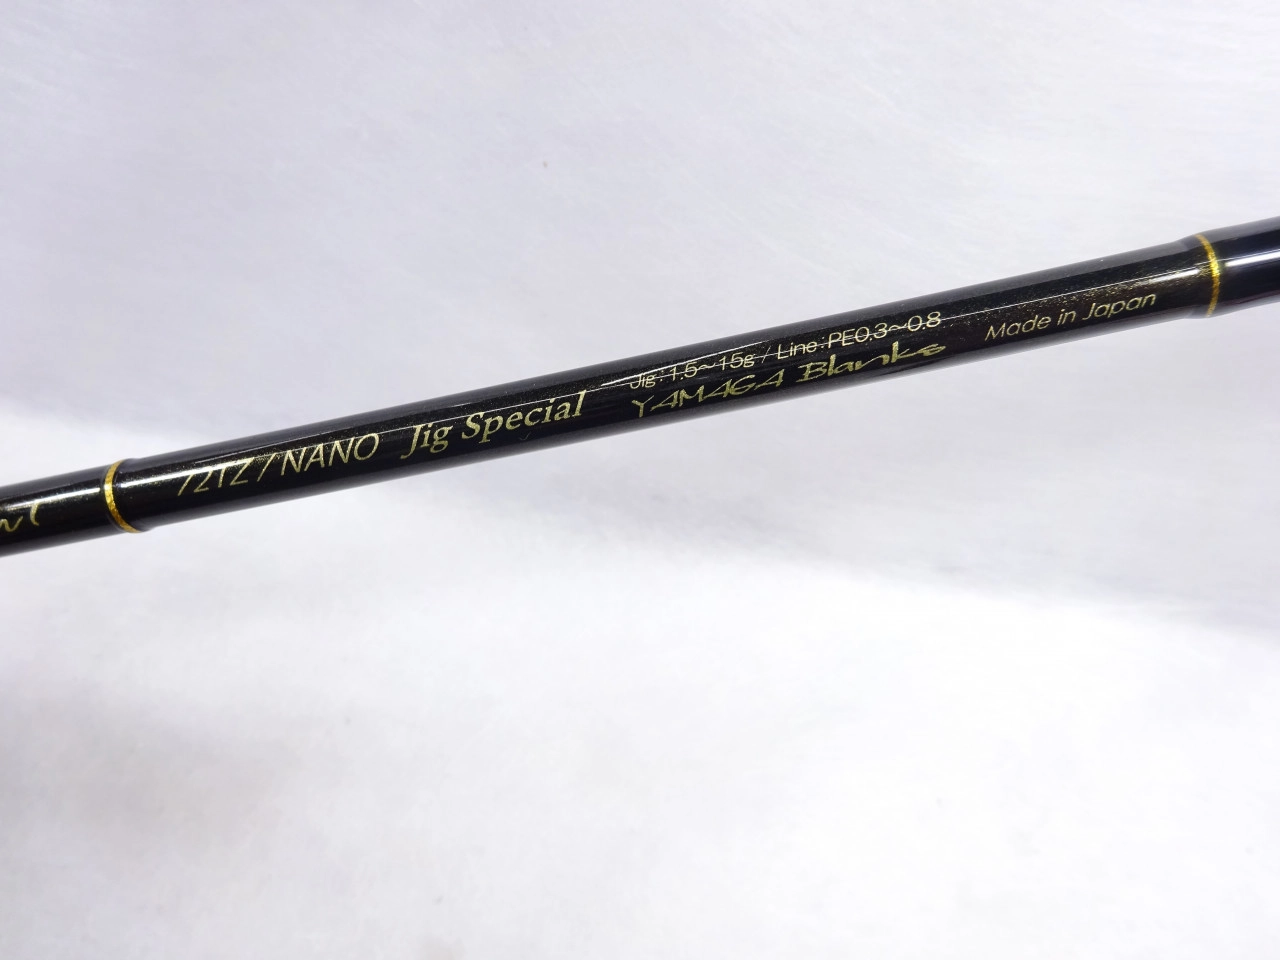 72TZ / NANO Jig Special
Jig : 1.5～15g / Line : PE0.3～0.8
YAMAGA Blanks
Made in Japan